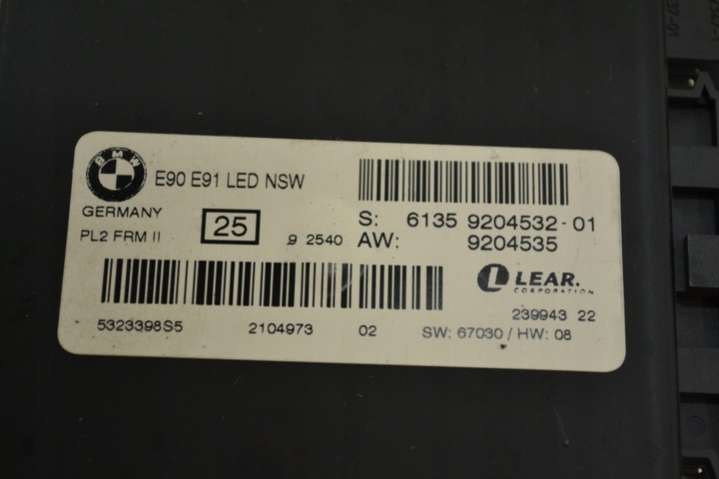 BMW
E90 E91 LED NSW
GERMANY
25
PL2 FRM II
9 2540
S: 6135 9204532-01
AW: 9204535
L LEAR.
CORPORATION
239943 22
5323398S5 2104973 02 SW: 67030 / HW: 08